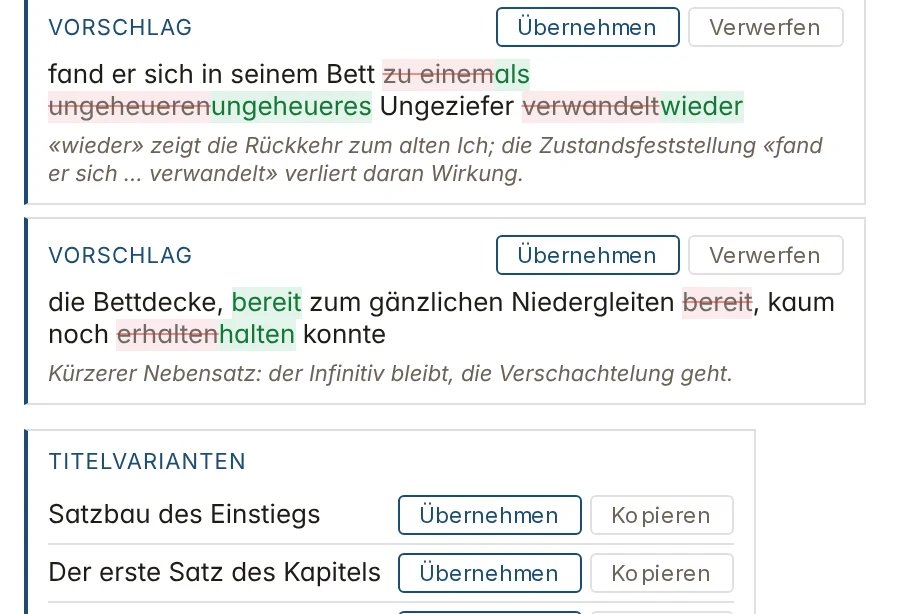 VORSCHLAG Übernehmen Verwerfen
fand er sich in seinem Bett zu einemals
ungeheuerenungeheueres Ungeziefer verwandeltwieder
«wieder» zeigt die Rückkehr zum alten Ich; die Zustandsfeststellung «fand
er sich … verwandelt» verliert daran Wirkung.
VORSCHLAG Übernehmen Verwerfen
die Bettdecke, bereit zum gänzlichen Niedergleiten bereit, kaum
noch erhaltenhalten konnte
Kürzerer Nebensatz: der Infinitiv bleibt, die Verschachtelung geht.
TITELVARIANTEN
Satzbau des Einstiegs Übernehmen Kopieren
Der erste Satz des Kapitels Übernehmen Kopieren